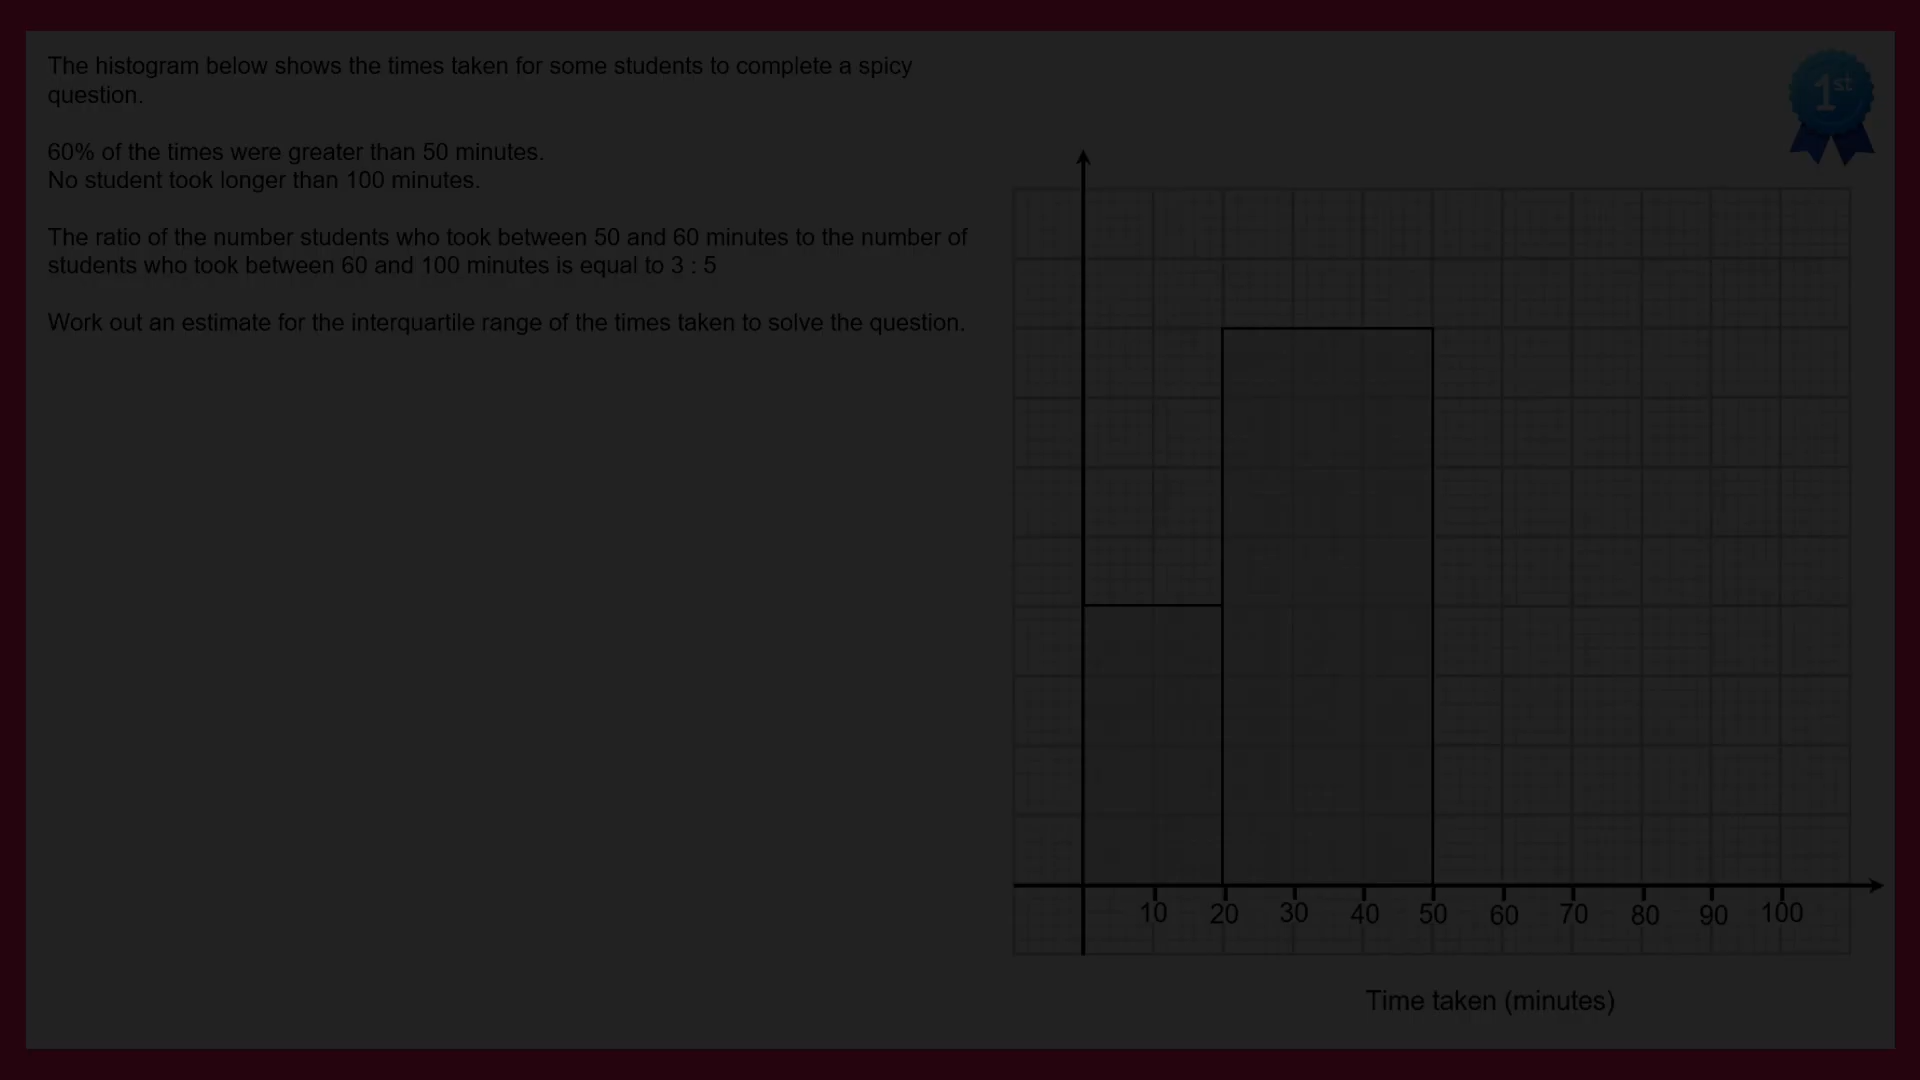 The histogram below shows the times taken for some students to complete a spicy
question.
60% of the times were greater than 50 minutes.
No student took longer than 100 minutes.
The ratio of the number students who took between 50 and 60 minutes to the number of
students who took between 60 and 100 minutes is equal to 3 : 5
Work out an estimate for the interquartile range of the times taken to solve the question.
1st
10 20 30 40 50 60 70 80 90 100
Time taken (minutes)